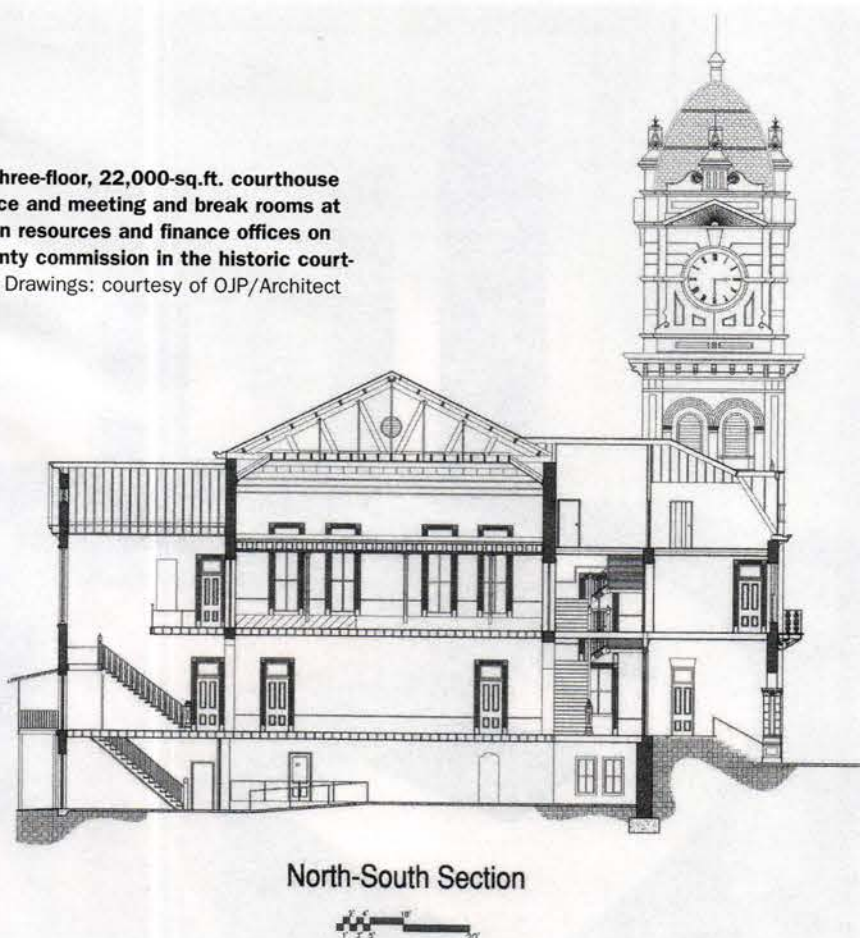 hree-floor, 22,000-sq.ft. courthouse
ce and meeting and break rooms at
n resources and finance offices on
nty commission in the historic court-
Drawings: courtesy of OJP/Architect
North-South Section
10'